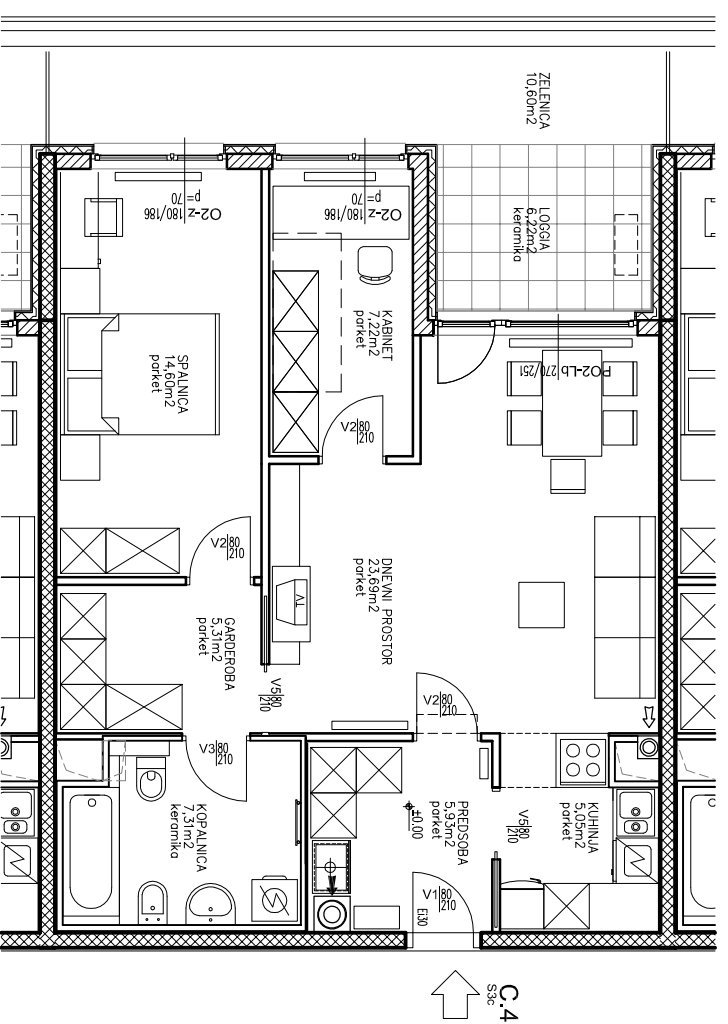 ZELENICA
10,60m2
LOGGIA
6,22m2
keramika
O2-z 180/186
p=70
O2-z 180/186
p=70
KABINET
7,22m2
parket
PO2-Lb 270/251
SPALNICA
14,60m2
parket
V2 80
210
V2 80
210
DNEVNI PROSTOR
23,69m2
parket
TV
GARDEROBA
5,31m2
parket
V5 80
210
V2 80
210
V3 80
210
KOPALNICA
7,31m2
keramika
PREDSOBA
5,93m2
parket
±0.00
V5 80
210
KUHINJA
5,05m2
parket
V1 80
210
EI30
C.4
S3c